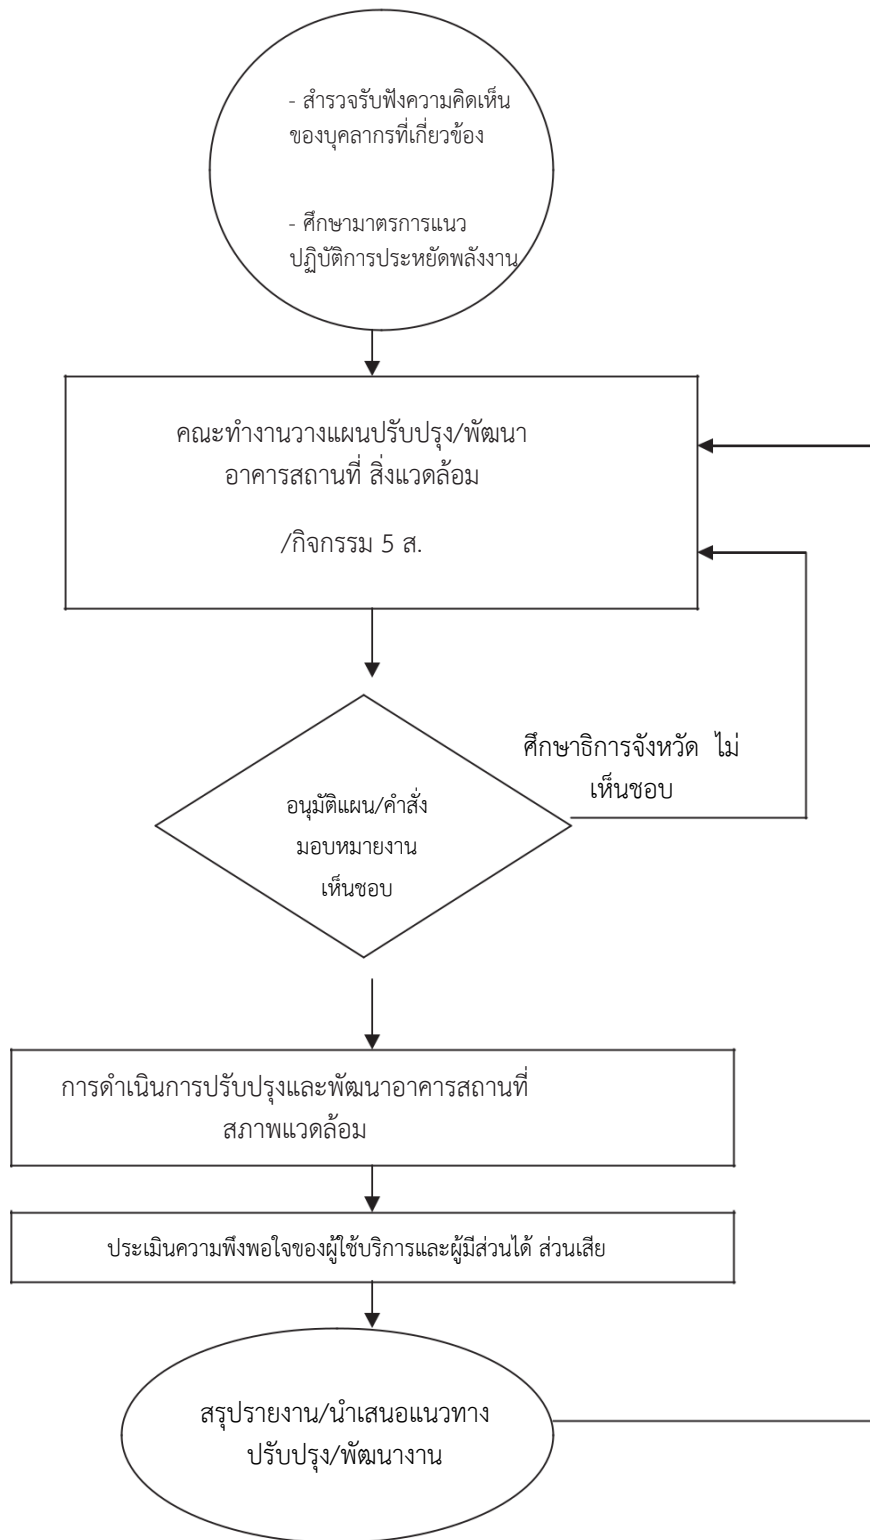 - สำรวจรับฟังความคิดเห็น
ของบุคลากรที่เกี่ยวข้อง
- ศึกษามาตรการแนว
ปฏิบัติการประหยัดพลังงาน
คณะทำงานวางแผนปรับปรุง/พัฒนา
อาคารสถานที่ สิ่งแวดล้อม
/กิจกรรม 5 ส.
ศึกษาธิการจังหวัด ไม่
เห็นชอบ
อนุมัติแผน/คำสั่ง
มอบหมายงาน
เห็นชอบ
การดำเนินการปรับปรุงและพัฒนาอาคารสถานที่
สภาพแวดล้อม
ประเมินความพึงพอใจของผู้ใช้บริการและผู้มีส่วนได้ ส่วนเสีย
สรุปรายงาน/นำเสนอแนวทาง
ปรับปรุง/พัฒนางาน